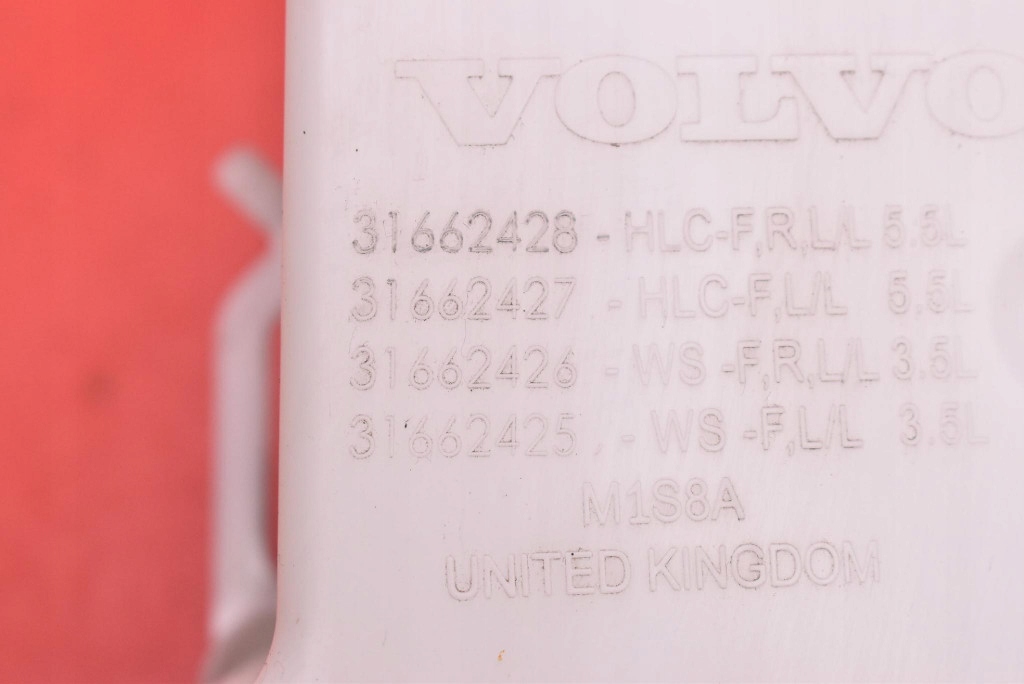 VOLVO
31662428 - HLC-F,R,L/L 5.5L
31662427 - HLC-F,L/L 5.5L
31662426 - WS -F,R,L/L 3.5L
31662425 - WS -F,L/L 3.5L
M1S8A
UNITED KINGDOM